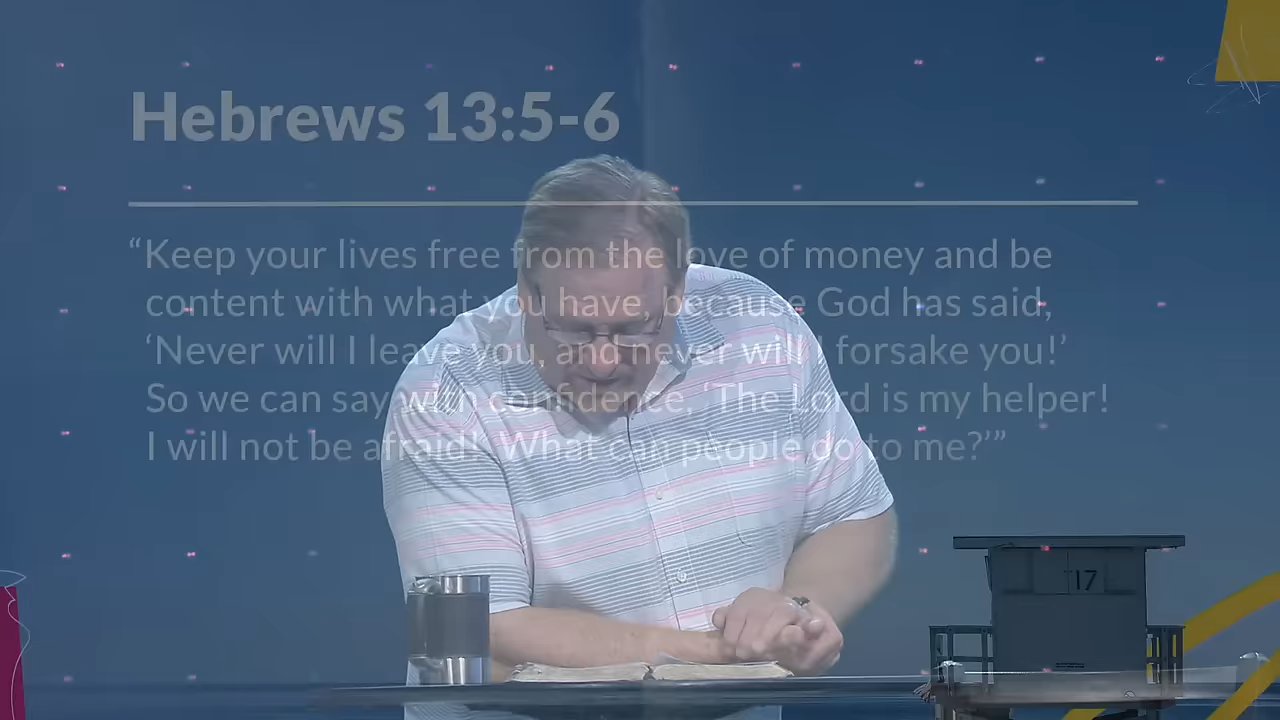 Hebrews 13:5-6
“Keep your lives free from the love of money and be
content with what you have, because God has said,
‘Never will I leave you, and never will I forsake you!’
So we can say with confidence, ‘The Lord is my helper!
I will not be afraid! What can people do to me?’”
17